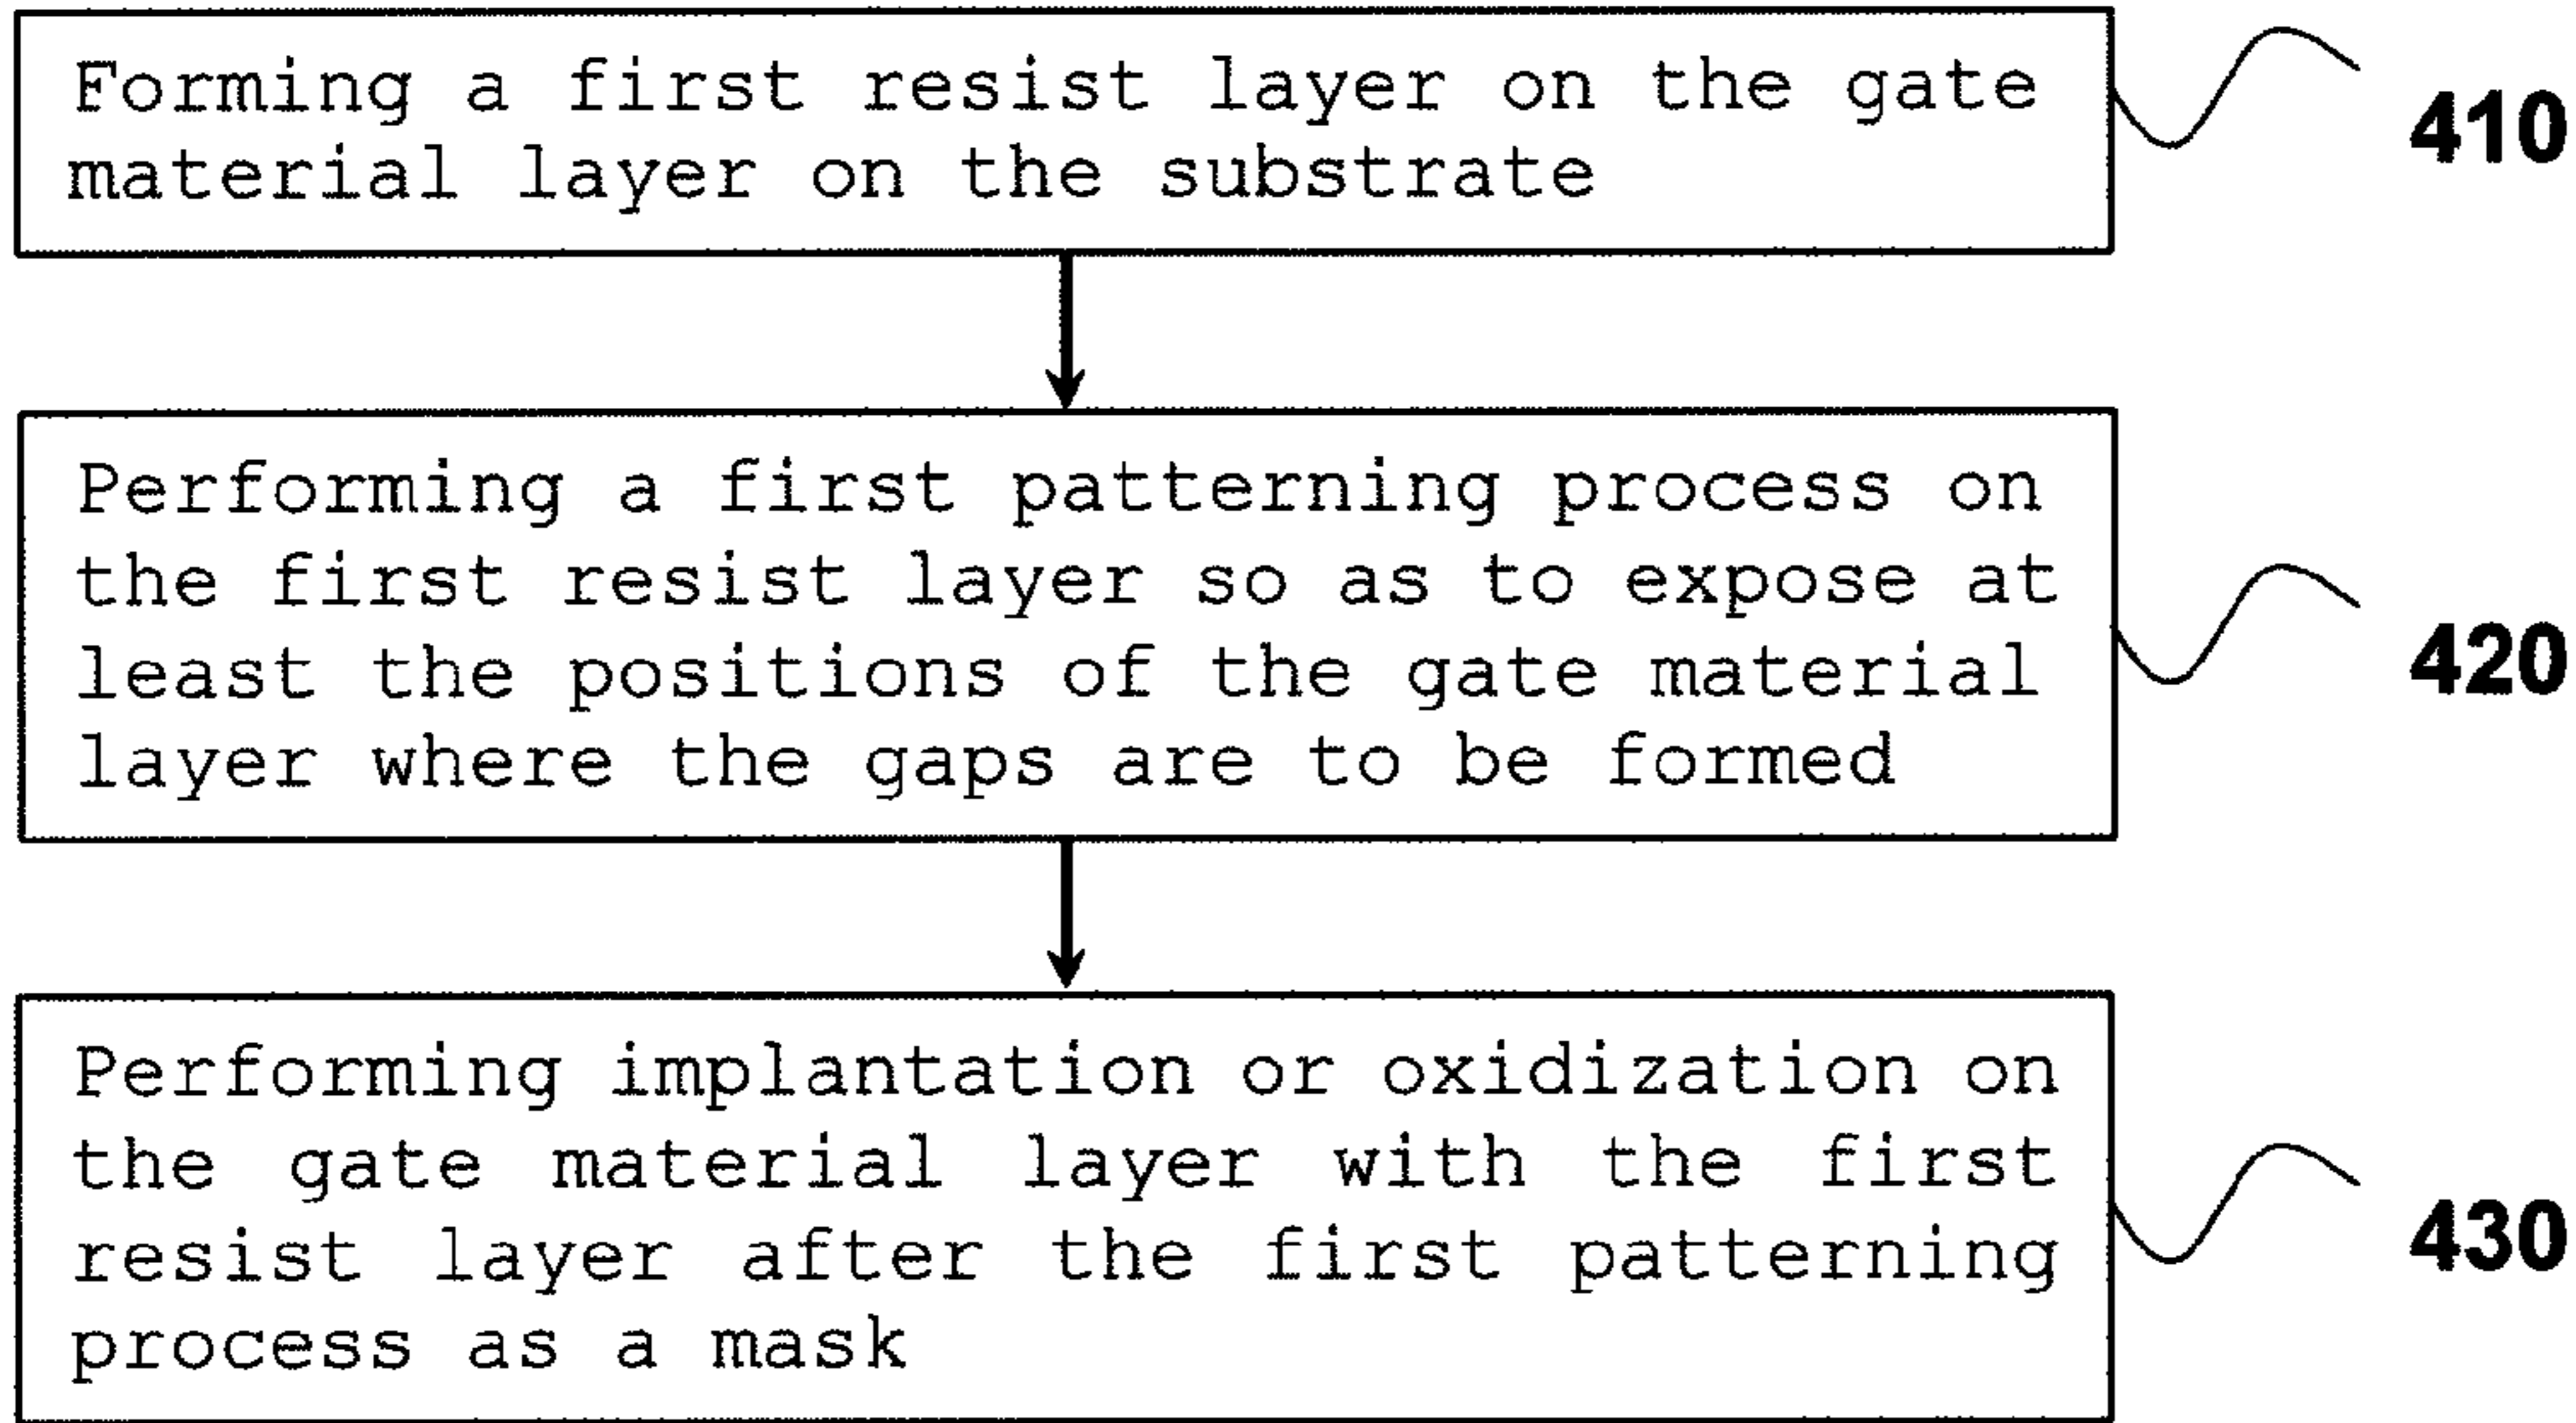 Forming a first resist layer on the gate
material layer on the substrate
410
Performing a first patterning process on
the first resist layer so as to expose at
least the positions of the gate material
layer where the gaps are to be formed
420
Performing implantation or oxidization on
the gate material layer with the first
resist layer after the first patterning
process as a mask
430